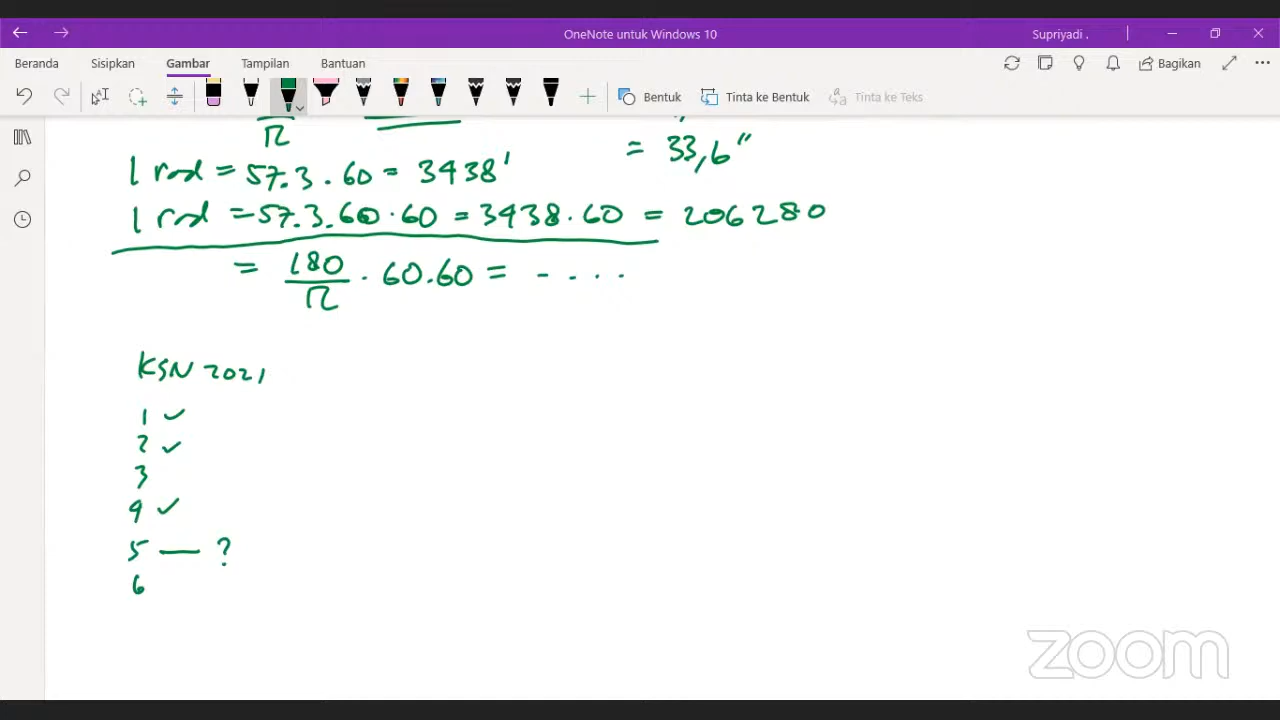 OneNote untuk Windows 10
Supriyadi .
Beranda Sisipkan Gambar Tampilan Bantuan
Bagikan
Bentuk Tinta ke Bentuk Tinta ke Teks
π
= 33,6"
1 rad = 57.3 . 60 = 3438'
1 rad = 57.3.60.60 = 3438.60 = 206280
= 180/π . 60.60 = - . . .
KSN 2021
1 ✓
2 ✓
3
4 ✓
5 — ?
6
zoom